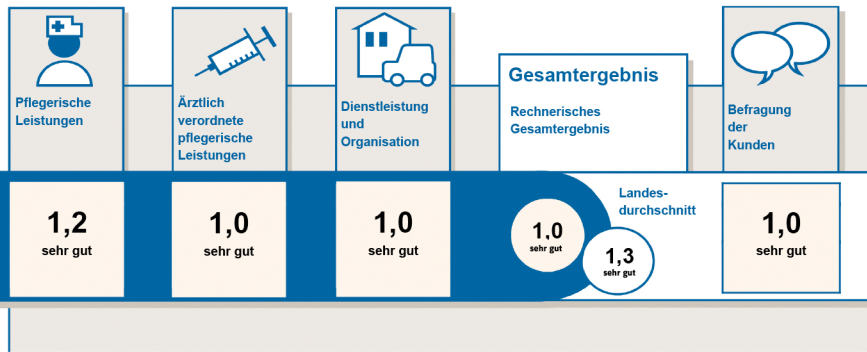 Pflegerische
Leistungen
Ärztlich
verordnete
pflegerische
Leistungen
Dienstleistung
und
Organisation
Gesamtergebnis
Rechnerisches
Gesamtergebnis
Befragung
der
Kunden
1,2
sehr gut
1,0
sehr gut
1,0
sehr gut
1,0
sehr gut
Landes-
durchschnitt
1,3
sehr gut
1,0
sehr gut